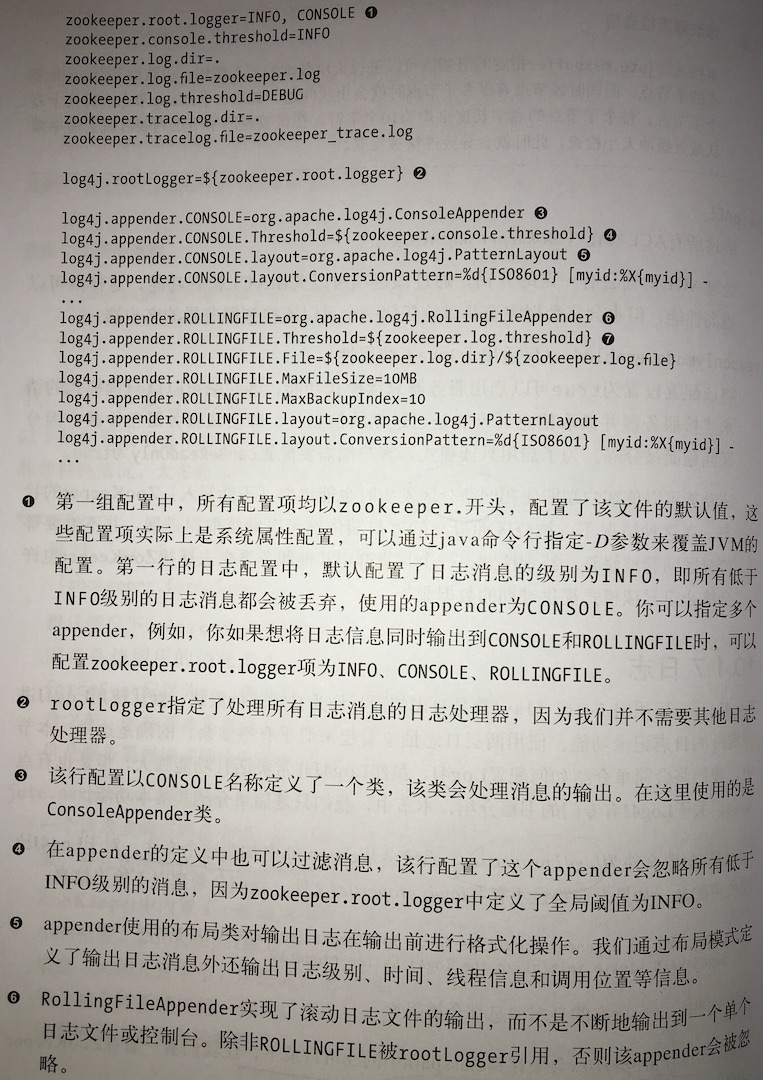 zookeeper.root.logger=INFO, CONSOLE ❶
zookeeper.console.threshold=INFO
zookeeper.log.dir=.
zookeeper.log.file=zookeeper.log
zookeeper.log.threshold=DEBUG
zookeeper.tracelog.dir=.
zookeeper.tracelog.file=zookeeper_trace.log
log4j.rootLogger=${zookeeper.root.logger} ❷
log4j.appender.CONSOLE=org.apache.log4j.ConsoleAppender ❸
log4j.appender.CONSOLE.Threshold=${zookeeper.console.threshold} ❹
log4j.appender.CONSOLE.layout=org.apache.log4j.PatternLayout ❺
log4j.appender.CONSOLE.layout.ConversionPattern=%d{ISO8601} [myid:%X{myid}] -
...
log4j.appender.ROLLINGFILE=org.apache.log4j.RollingFileAppender ❻
log4j.appender.ROLLINGFILE.Threshold=${zookeeper.log.threshold} ❼
log4j.appender.ROLLINGFILE.File=${zookeeper.log.dir}/${zookeeper.log.file}
log4j.appender.ROLLINGFILE.MaxFileSize=10MB
log4j.appender.ROLLINGFILE.MaxBackupIndex=10
log4j.appender.ROLLINGFILE.layout=org.apache.log4j.PatternLayout
log4j.appender.ROLLINGFILE.layout.ConversionPattern=%d{ISO8601} [myid:%X{myid}] -
...
❶ 第一组配置中，所有配置项均以zookeeper.开头，配置了该文件的默认值，这
些配置项实际上是系统属性配置，可以通过java命令行指定-D参数来覆盖JVM的
配置。第一行的日志配置中，默认配置了日志消息的级别为INFO，即所有低于
INFO级别的日志消息都会被丢弃，使用的appender为CONSOLE。你可以指定多个
appender，例如，你如果想将日志信息同时输出到CONSOLE和ROLLINGFILE时，可以
配置zookeeper.root.logger项为INFO、CONSOLE、ROLLINGFILE。
❷ rootLogger指定了处理所有日志消息的日志处理器，因为我们并不需要其他日志
处理器。
❸ 该行配置以CONSOLE名称定义了一个类，该类会处理消息的输出。在这里使用的是
ConsoleAppender类。
❹ 在appender的定义中也可以过滤消息，该行配置了这个appender会忽略所有低于
INFO级别的消息，因为zookeeper.root.logger中定义了全局阈值为INFO。
❺ appender使用的布局类对输出日志在输出前进行格式化操作。我们通过布局模式定
义了输出日志消息外还输出日志级别、时间、线程信息和调用位置等信息。
❻ RollingFileAppender实现了滚动日志文件的输出，而不是不断地输出到一个单个
日志文件或控制台。除非ROLLINGFILE被rootLogger引用，否则该appender会被忽
略。